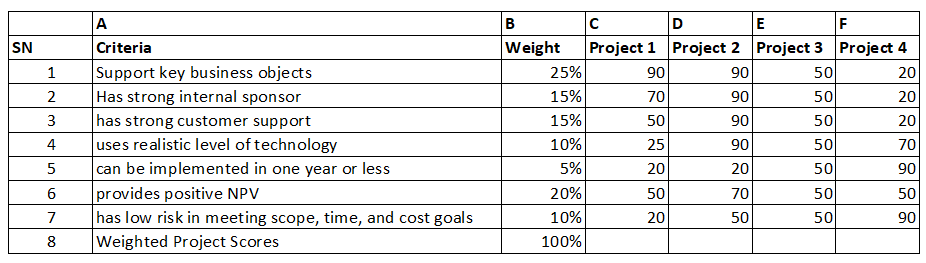 A B C D E F
SN Criteria Weight Project 1 Project 2 Project 3 Project 4
1 Support key business objects 25% 90 90 50 20
2 Has strong internal sponsor 15% 70 90 50 20
3 has strong customer support 15% 50 90 50 20
4 uses realistic level of technology 10% 25 90 50 70
5 can be implemented in one year or less 5% 20 20 50 90
6 provides positive NPV 20% 50 70 50 50
7 has low risk in meeting scope, time, and cost goals 10% 20 50 50 90
8 Weighted Project Scores 100%